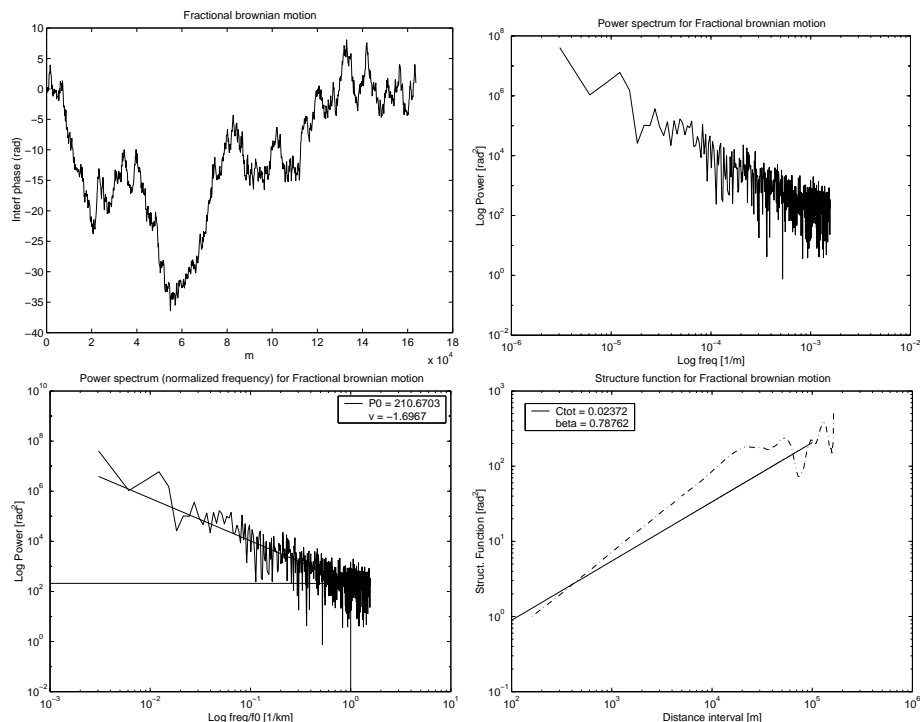 Fractional brownian motion
10
5
0
−5
−10
−15
−20
−25
−30
−35
−40
Interf phase (rad)
0 2 4 6 8 10 12 14 16 18
x 10^4
m
Power spectrum for Fractional brownian motion
10^8
10^6
10^4
10^2
10^0
10^−2
Log Power [rad^2]
10^−6 10^−5 10^−4 10^−3 10^−2
Log freq [1/m]
Power spectrum (normalized frequency) for Fractional brownian motion
10^10
10^8
10^6
10^4
10^2
10^0
10^−2
Log Power [rad^2]
P0 = 210.6703
v = −1.6967
10^−3 10^−2 10^−1 10^0 10^1
Log freq/f0 [1/km]
Structure function for Fractional brownian motion
10^3
10^2
10^1
10^0
10^−1
Struct. Function [rad^2]
Ctot = 0.02372
beta = 0.78762
10^2 10^3 10^4 10^5 10^6
Distance interval [m]